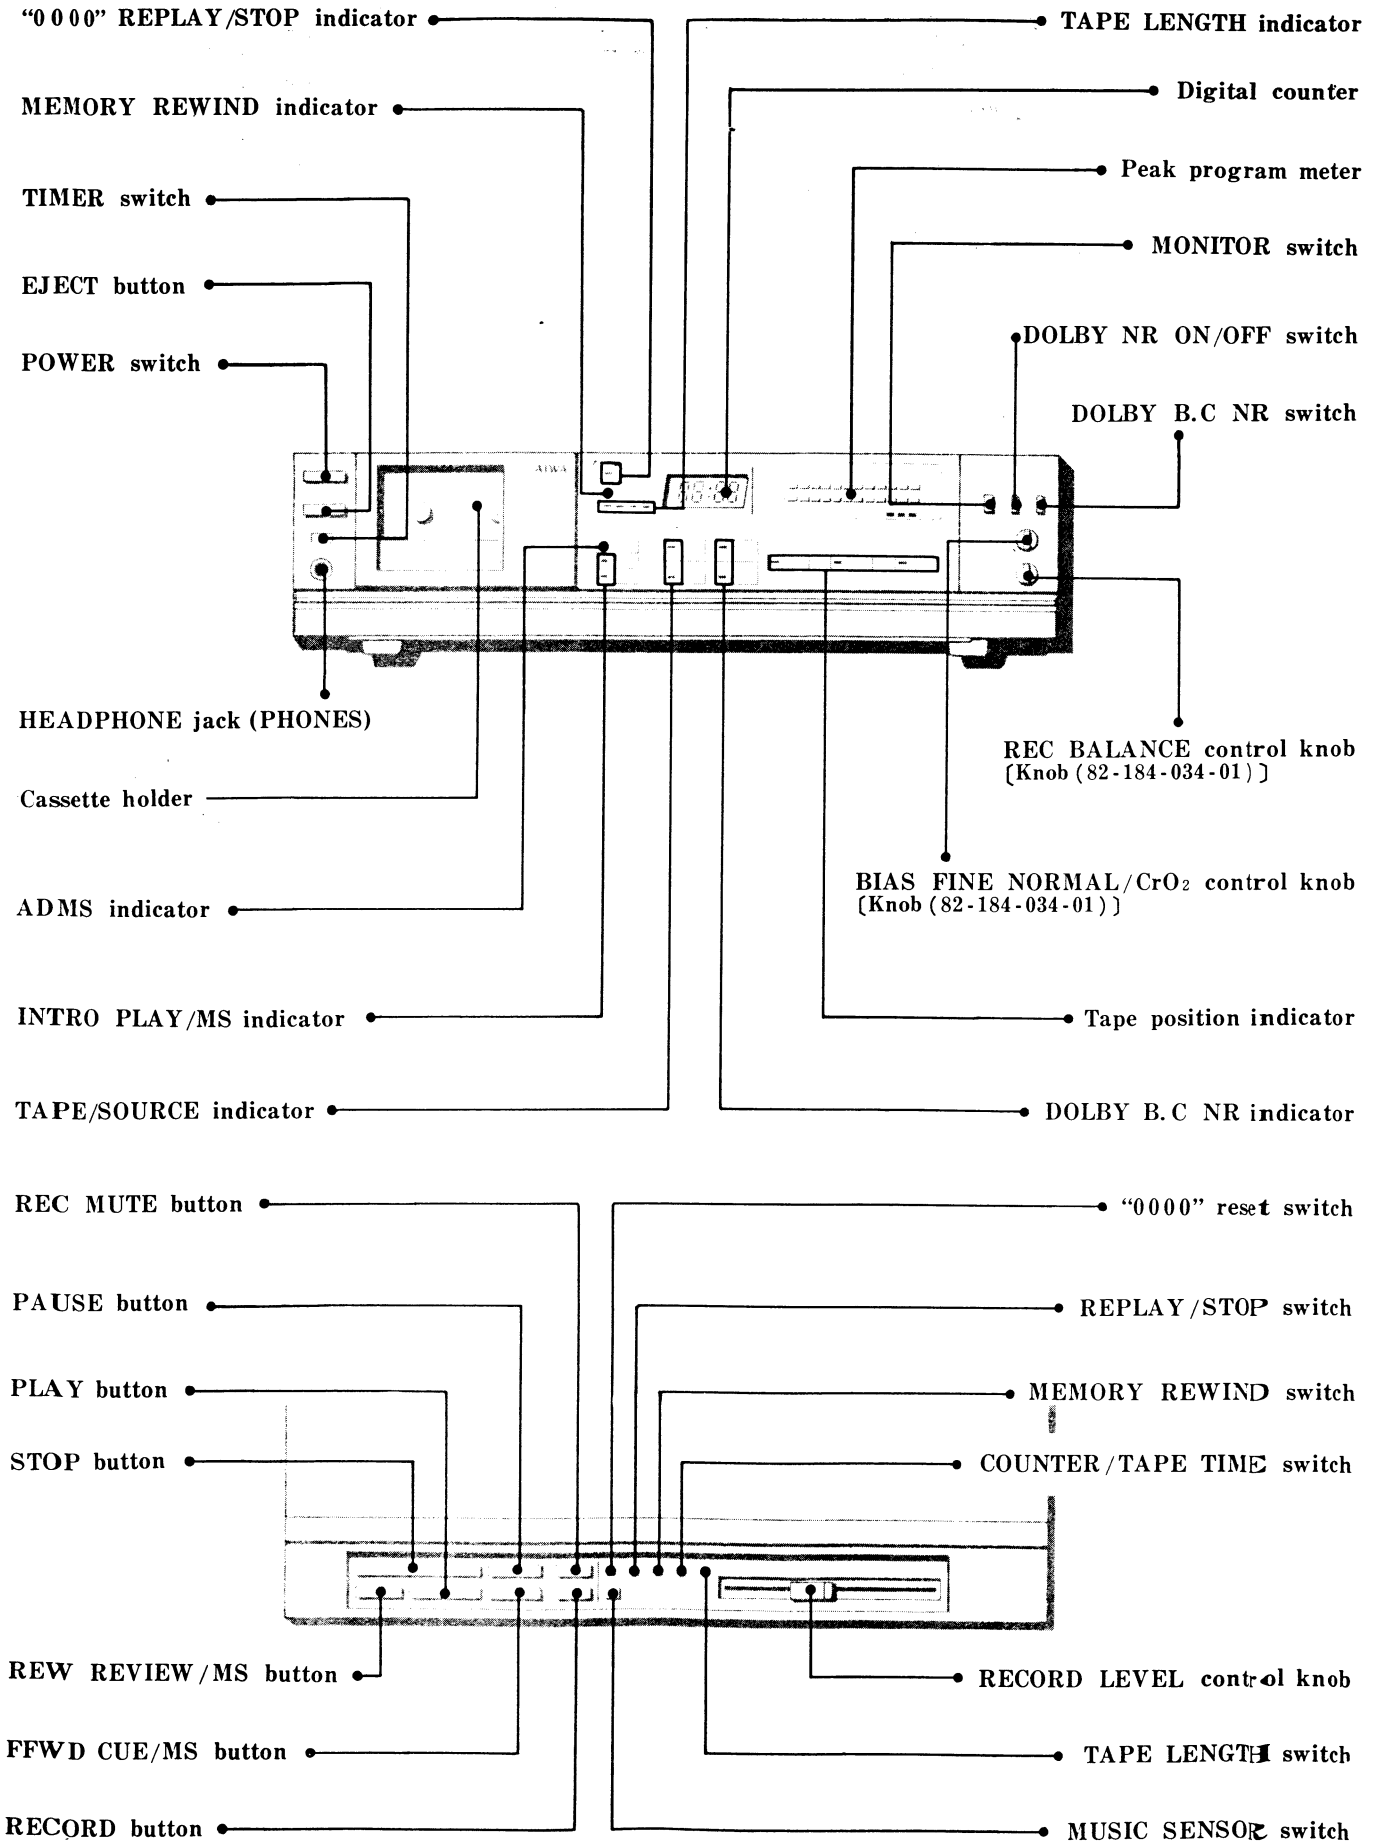 “0000” REPLAY/STOP indicator
TAPE LENGTH indicator
MEMORY REWIND indicator
Digital counter
TIMER switch
Peak program meter
EJECT button
MONITOR switch
POWER switch
DOLBY NR ON/OFF switch
DOLBY B.C NR switch
AIWA
HEADPHONE jack (PHONES)
REC BALANCE control knob
[Knob (82-184-034-01)]
Cassette holder
BIAS FINE NORMAL/CrO₂ control knob
[Knob (82-184-034-01)]
ADMS indicator
INTRO PLAY/MS indicator
Tape position indicator
TAPE/SOURCE indicator
DOLBY B.C NR indicator
REC MUTE button
“0000” reset switch
PAUSE button
REPLAY/STOP switch
PLAY button
MEMORY REWIND switch
STOP button
COUNTER/TAPE TIME switch
REW REVIEW/MS button
RECORD LEVEL control knob
FFWD CUE/MS button
TAPE LENGTH switch
RECORD button
MUSIC SENSOR switch